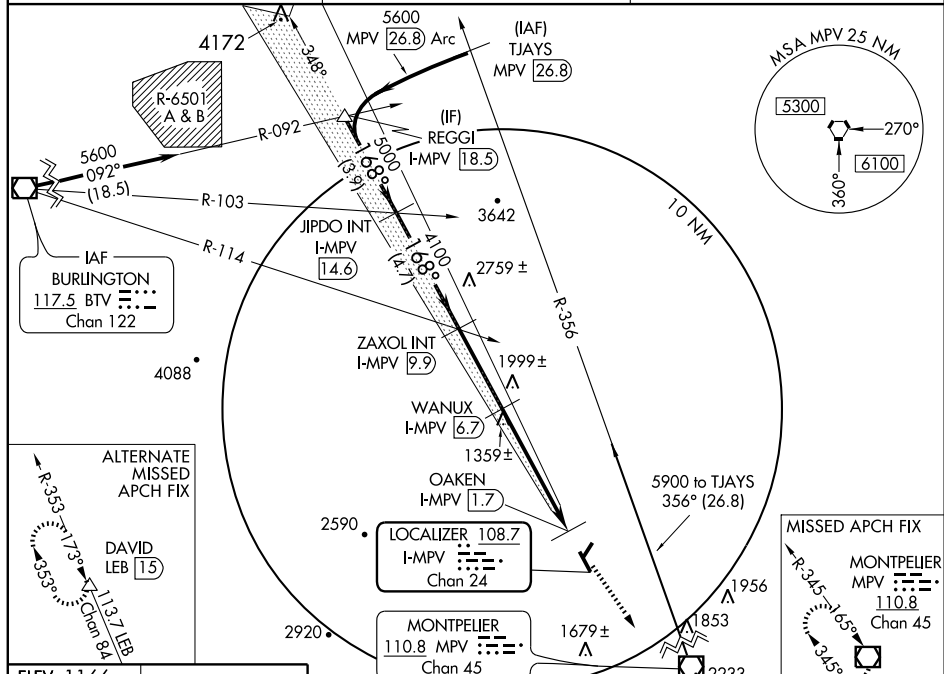 5600
MPV 26.8 Arc
(IAF)
TJAYS
MPV 26.8
4172
348°
R-6501
A & B
MSA MPV 25 NM
5300
270°
6100
360°
R-092
(IF)
REGGI
I-MPV 18.5
5600
092°
(18.5)
5000
168°
(3.9)
R-103
3642
10 NM
JIPDO INT
I-MPV
14.6
4100
168°
(4.7)
R-114
2759 ±
IAF
BURLINGTON
117.5 BTV
Chan 122
R-356
ZAXOL INT
I-MPV 9.9
1999 ±
4088
WANUX
I-MPV 6.7
1359 ±
ALTERNATE
MISSED
APCH FIX
R-353
173°
353°
DAVID
LEB 15
113.7 LEB
Chan 84
OAKEN
I-MPV 1.7
5900 to TJAYS
356° (26.8)
2590
LOCALIZER 108.7
I-MPV
Chan 24
MISSED APCH FIX
MONTPELIER
MPV
110.8
Chan 45
R-345
165°
345°
1956
1853
2920
MONTPELIER
110.8 MPV
Chan 45
1679 ±
2233
ELEV 1166